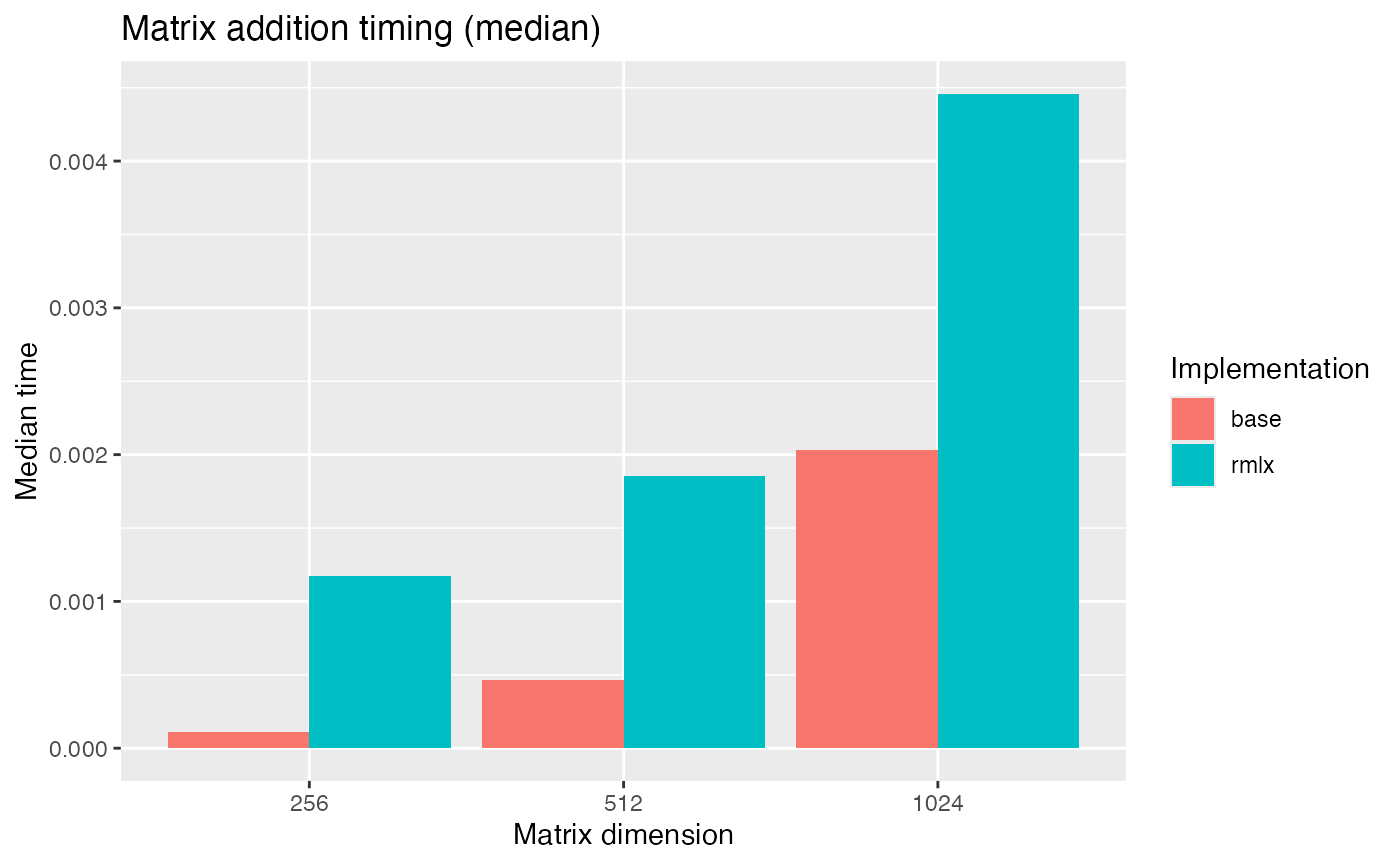 Matrix addition timing (median)
0.004
0.003
0.002
0.001
0.000
Median time
256 512 1024
Matrix dimension
Implementation
base
rmlx